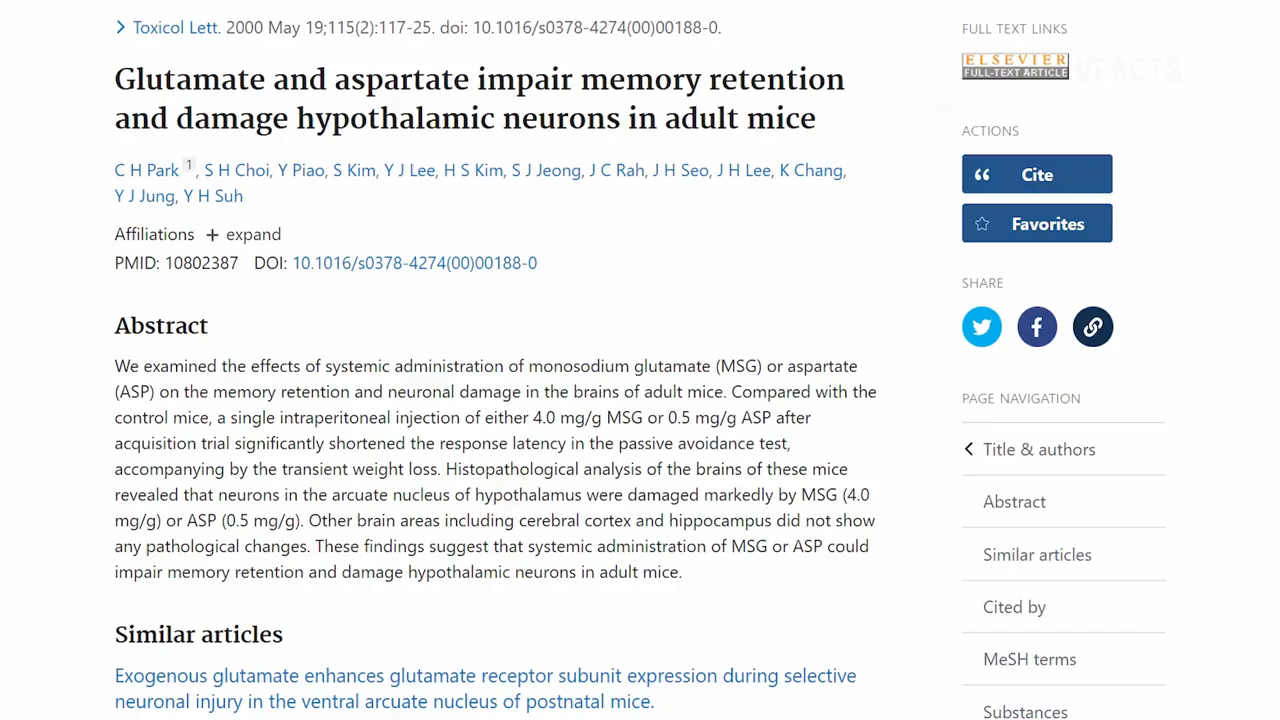 Toxicol Lett. 2000 May 19;115(2):117-25. doi: 10.1016/s0378-4274(00)00188-0.
Glutamate and aspartate impair memory retention
and damage hypothalamic neurons in adult mice
C H Park 1, S H Choi, Y Piao, S Kim, Y J Lee, H S Kim, S J Jeong, J C Rah, J H Seo, J H Lee, K Chang,
Y J Jung, Y H Suh
Affiliations + expand
PMID: 10802387 DOI: 10.1016/s0378-4274(00)00188-0
Abstract
We examined the effects of systemic administration of monosodium glutamate (MSG) or aspartate
(ASP) on the memory retention and neuronal damage in the brains of adult mice. Compared with the
control mice, a single intraperitoneal injection of either 4.0 mg/g MSG or 0.5 mg/g ASP after
acquisition trial significantly shortened the response latency in the passive avoidance test,
accompanying by the transient weight loss. Histopathological analysis of the brains of these mice
revealed that neurons in the arcuate nucleus of hypothalamus were damaged markedly by MSG (4.0
mg/g) or ASP (0.5 mg/g). Other brain areas including cerebral cortex and hippocampus did not show
any pathological changes. These findings suggest that systemic administration of MSG or ASP could
impair memory retention and damage hypothalamic neurons in adult mice.
Similar articles
Exogenous glutamate enhances glutamate receptor subunit expression during selective
neuronal injury in the ventral arcuate nucleus of postnatal mice.
FULL TEXT LINKS
ELSEVIER
FULL-TEXT ARTICLE
ACTIONS
Cite
Favorites
SHARE
PAGE NAVIGATION
Title & authors
Abstract
Similar articles
Cited by
MeSH terms
Substances